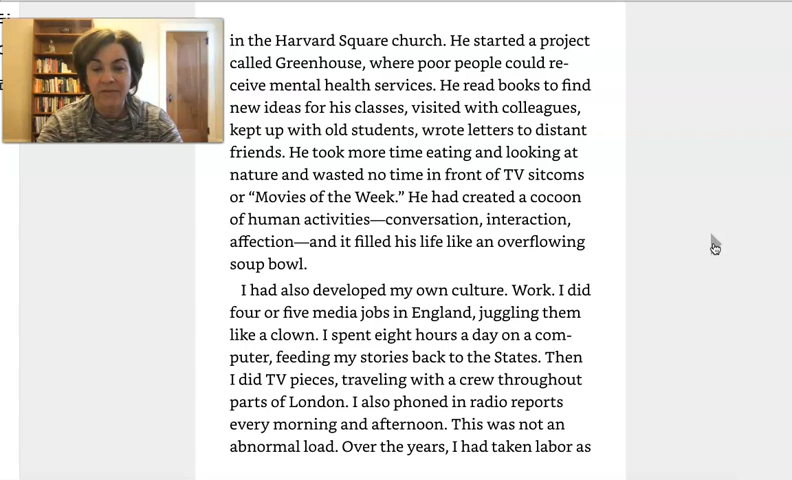 in the Harvard Square church. He started a project
called Greenhouse, where poor people could re-
ceive mental health services. He read books to find
new ideas for his classes, visited with colleagues,
kept up with old students, wrote letters to distant
friends. He took more time eating and looking at
nature and wasted no time in front of TV sitcoms
or “Movies of the Week.” He had created a cocoon
of human activities—conversation, interaction,
affection—and it filled his life like an overflowing
soup bowl.
I had also developed my own culture. Work. I did
four or five media jobs in England, juggling them
like a clown. I spent eight hours a day on a com-
puter, feeding my stories back to the States. Then
I did TV pieces, traveling with a crew throughout
parts of London. I also phoned in radio reports
every morning and afternoon. This was not an
abnormal load. Over the years, I had taken labor as